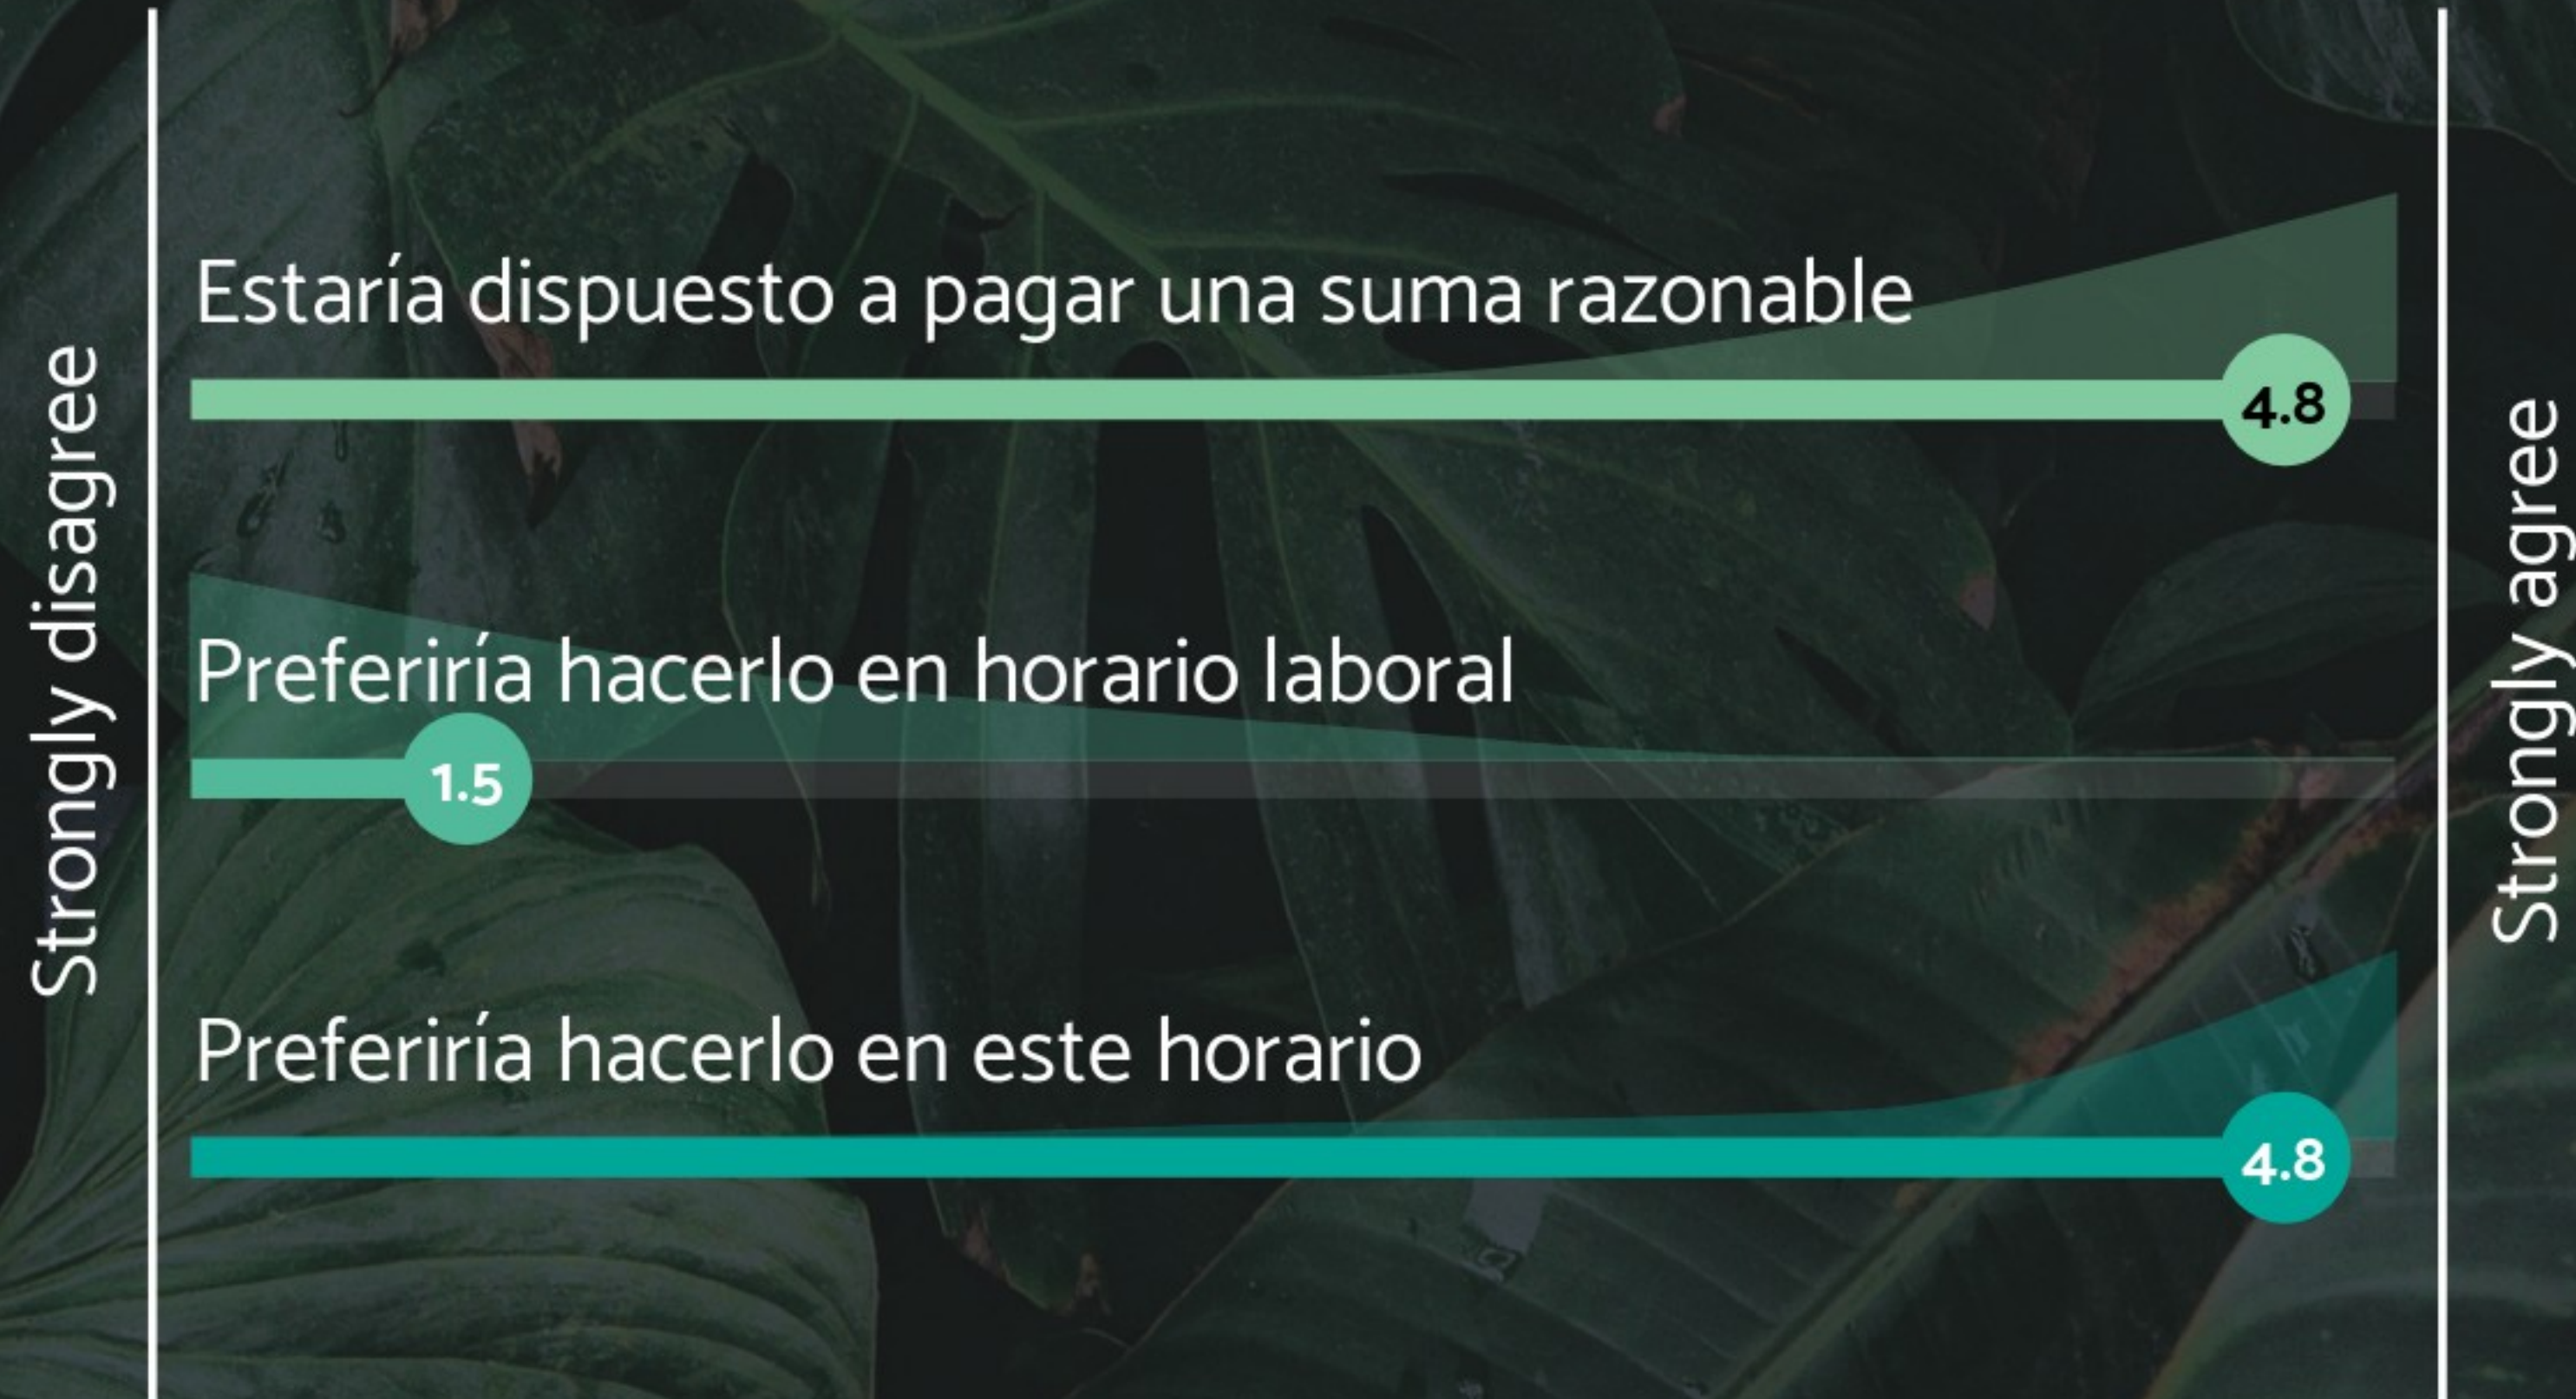 Strongly disagree
Estaría dispuesto a pagar una suma razonable
4.8
Preferiría hacerlo en horario laboral
1.5
Preferiría hacerlo en este horario
4.8
Strongly agree